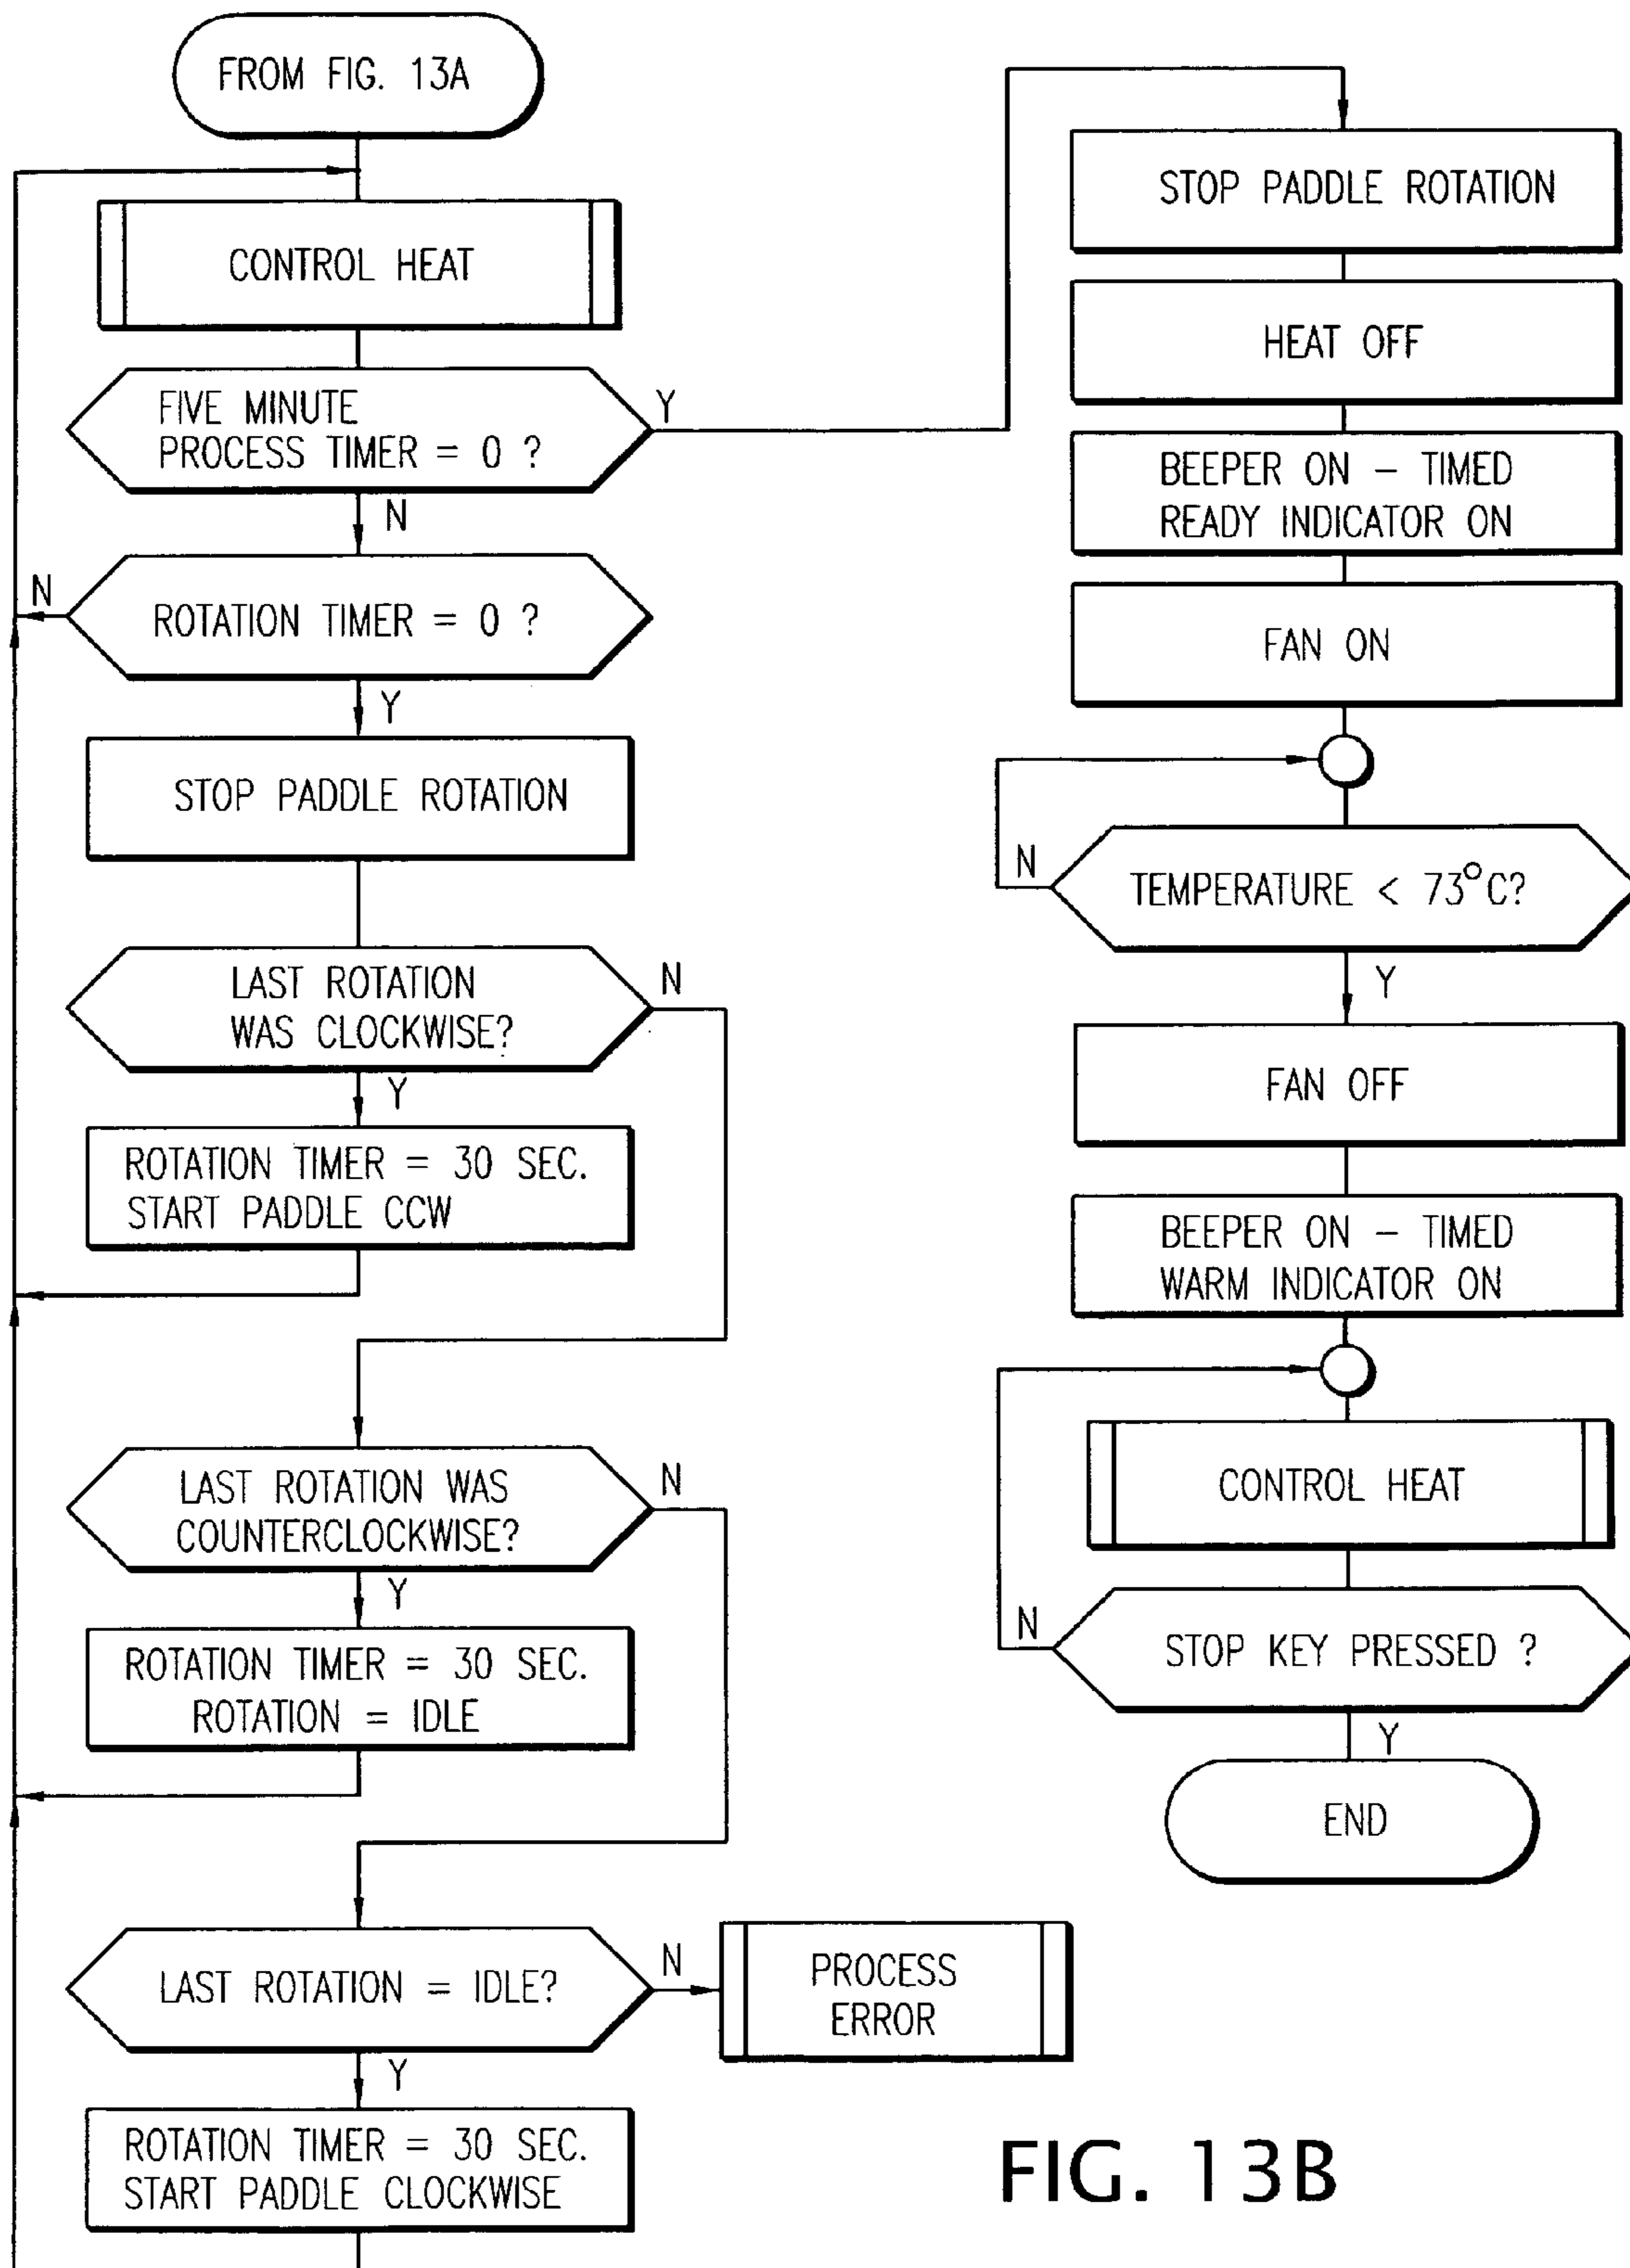 FROM FIG. 13A
CONTROL HEAT
FIVE MINUTE
PROCESS TIMER = 0 ?
Y
N
ROTATION TIMER = 0 ?
N
Y
STOP PADDLE ROTATION
LAST ROTATION
WAS CLOCKWISE?
N
Y
ROTATION TIMER = 30 SEC.
START PADDLE CCW
LAST ROTATION WAS
COUNTERCLOCKWISE?
N
Y
ROTATION TIMER = 30 SEC.
ROTATION = IDLE
LAST ROTATION = IDLE?
N
PROCESS
ERROR
Y
ROTATION TIMER = 30 SEC.
START PADDLE CLOCKWISE
STOP PADDLE ROTATION
HEAT OFF
BEEPER ON – TIMED
READY INDICATOR ON
FAN ON
TEMPERATURE < 73°C?
N
Y
FAN OFF
BEEPER ON – TIMED
WARM INDICATOR ON
CONTROL HEAT
STOP KEY PRESSED ?
N
Y
END
FIG. 13B